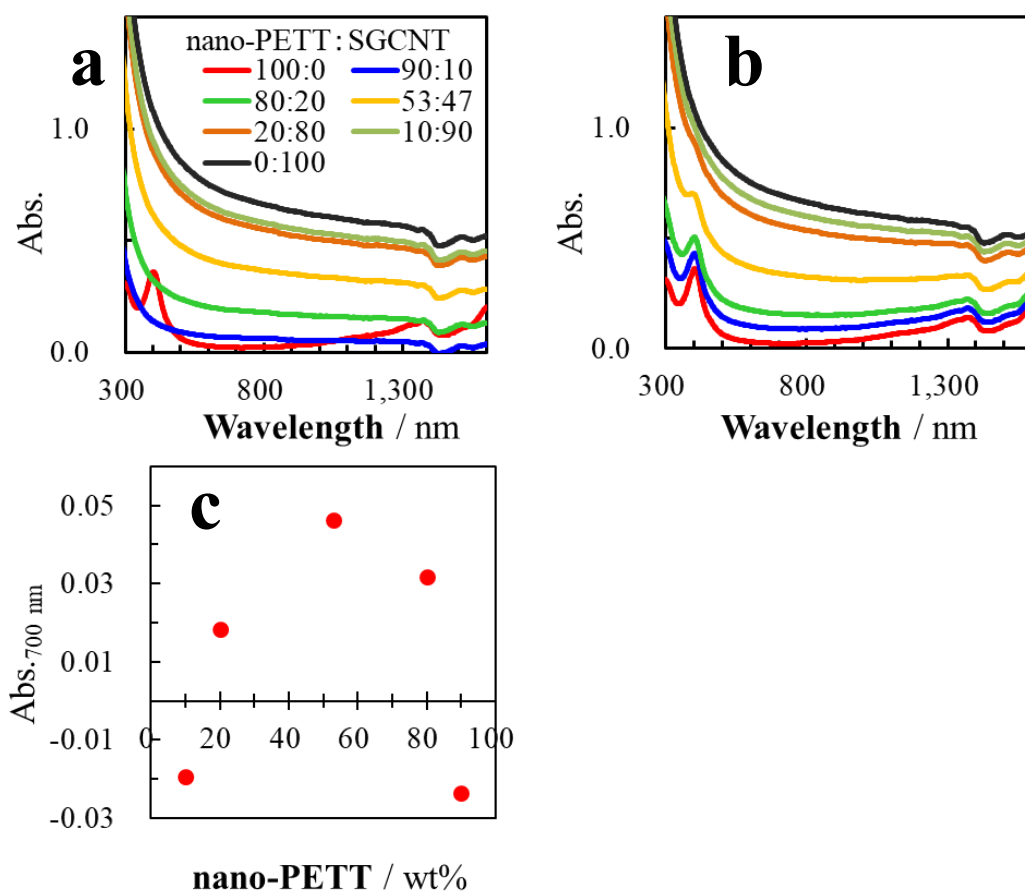 a
nano-PETT : SGCNT
100:0 90:10
80:20 53:47
20:80 10:90
0:100
1.0
Abs.
0.0
300 800 1,300
Wavelength / nm
b
1.0
Abs.
0.0
300 800 1,300
Wavelength / nm
c
0.05
0.03
0.01
-0.01
-0.03
Abs.700 nm
0 20 40 60 80 100
nano-PETT / wt%